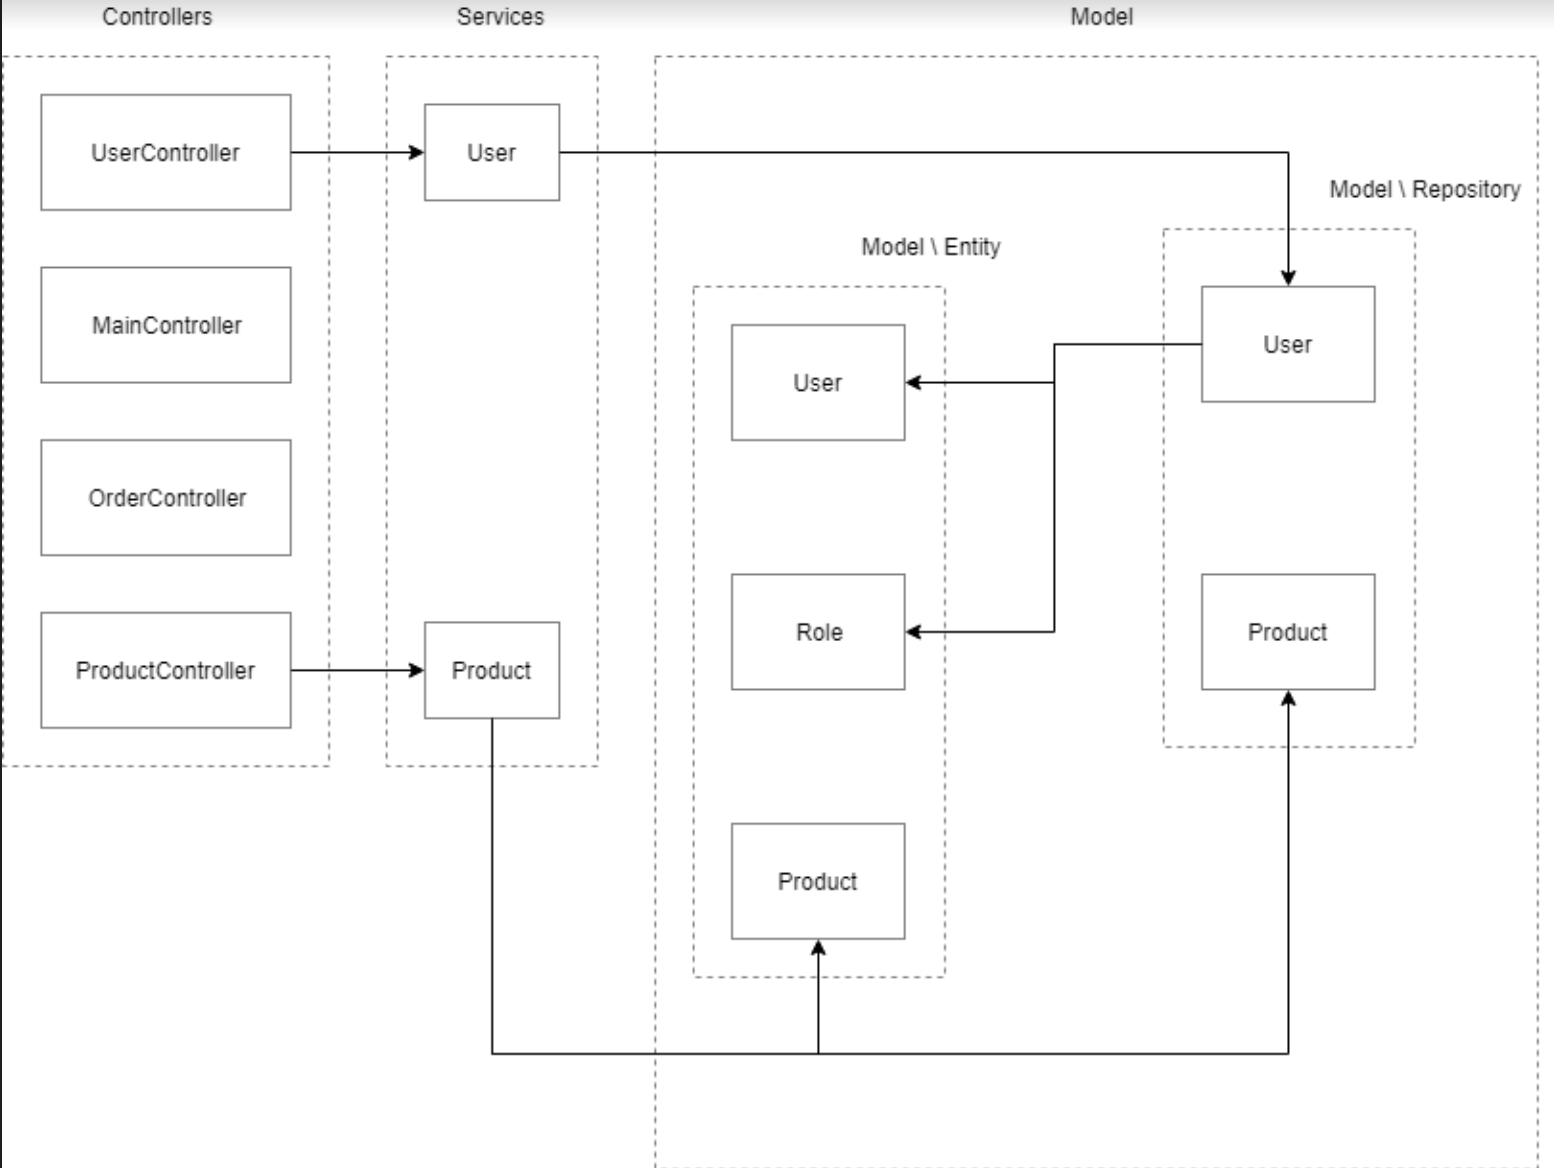 Controllers
Services
Model
UserController
User
Model \ Repository
Model \ Entity
MainController
User
User
OrderController
Role
Product
ProductController
Product
Product